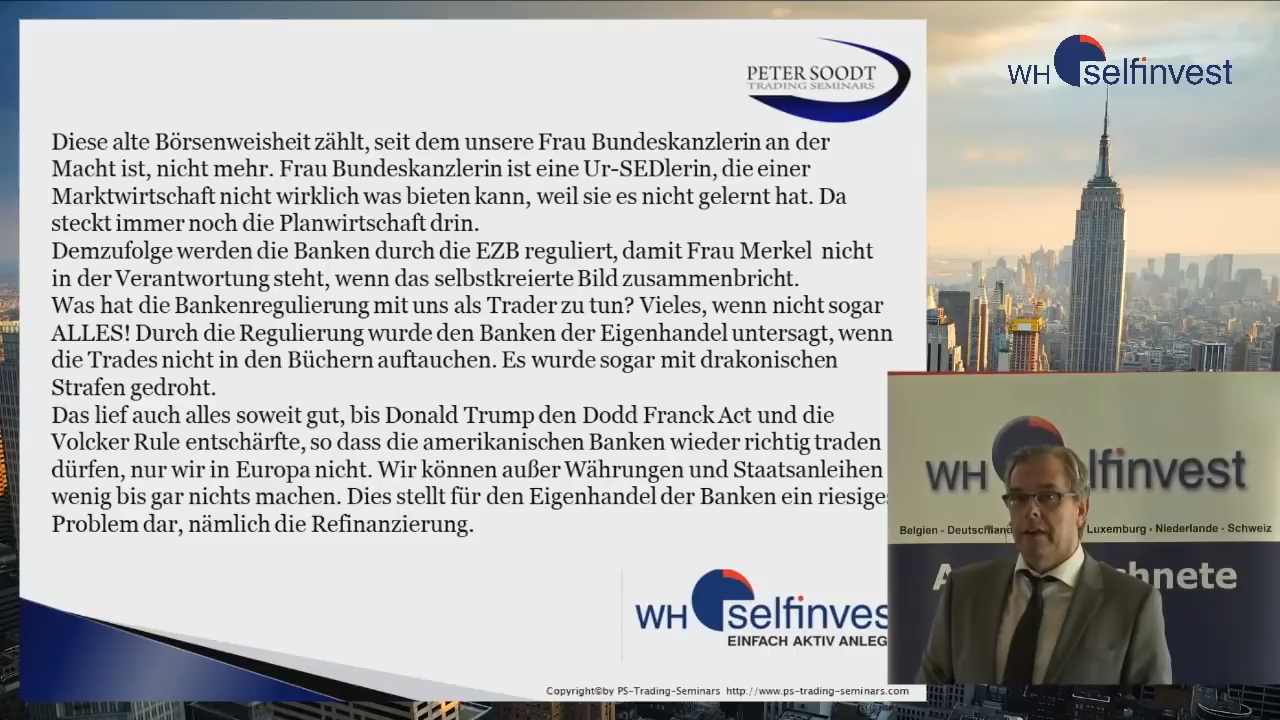 PETER SOODT
TRADING SEMINARS
WH selfinvest
Diese alte Börsenweisheit zählt, seit dem unsere Frau Bundeskanzlerin an der
Macht ist, nicht mehr. Frau Bundeskanzlerin ist eine Ur-SEDlerin, die einer
Marktwirtschaft nicht wirklich was bieten kann, weil sie es nicht gelernt hat. Da
steckt immer noch die Planwirtschaft drin.
Demzufolge werden die Banken durch die EZB reguliert, damit Frau Merkel nicht
in der Verantwortung steht, wenn das selbstkreierte Bild zusammenbricht.
Was hat die Bankenregulierung mit uns als Trader zu tun? Vieles, wenn nicht sogar
ALLES! Durch die Regulierung wurde den Banken der Eigenhandel untersagt, wenn
die Trades nicht in den Büchern auftauchen. Es wurde sogar mit drakonischen
Strafen gedroht.
Das lief auch alles soweit gut, bis Donald Trump den Dodd Franck Act und die
Volcker Rule entschärfte, so dass die amerikanischen Banken wieder richtig traden
dürfen, nur wir in Europa nicht. Wir können außer Währungen und Staatsanleihen
wenig bis gar nichts machen. Dies stellt für den Eigenhandel der Banken ein riesige
Problem dar, nämlich die Refinanzierung.
WH selfinves
EINFACH AKTIV ANLEG
Copyright©by PS-Trading-Seminars http://www.ps-trading-seminars.com
WH lfinvest
Belgien - Deutschland Luxemburg - Niederlande - Schweiz
A chnete